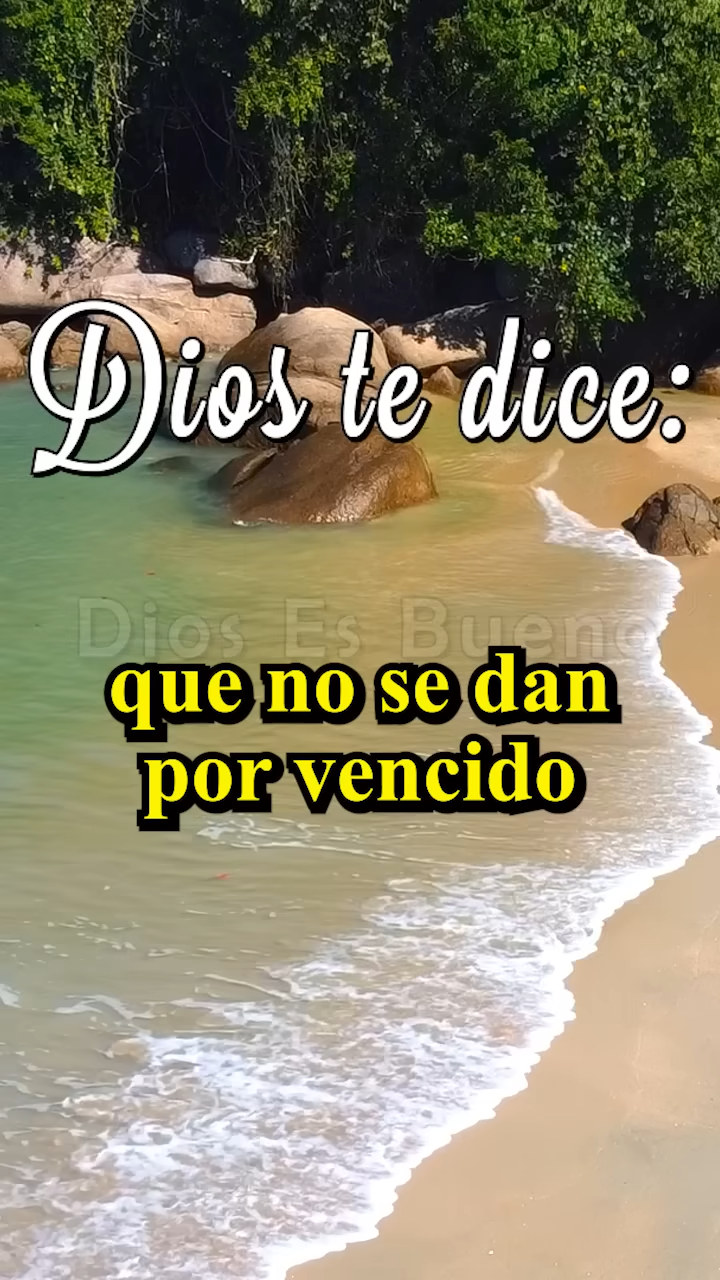 Dios te dice:
Dios Es Bueno
que no se dan
por vencido